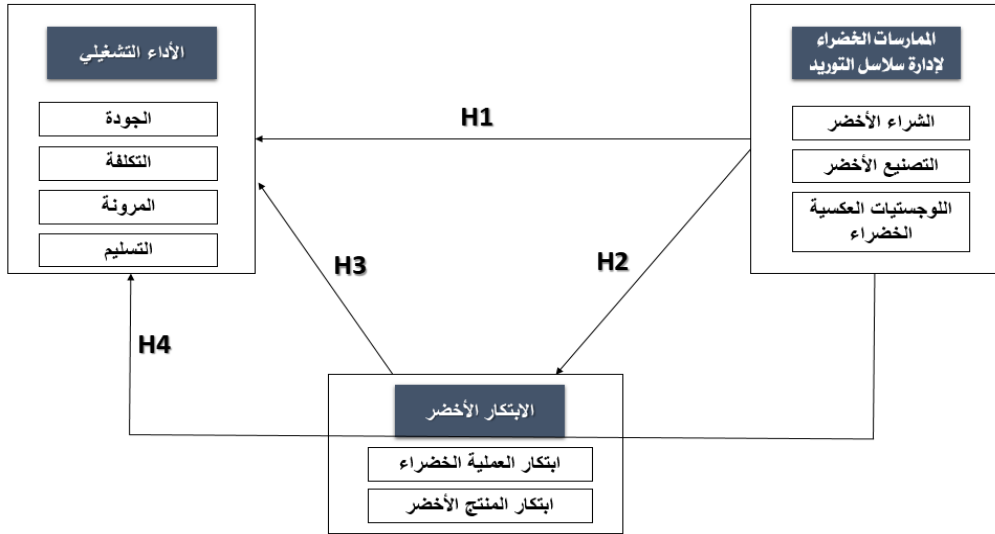 الممارسات الخضراء
لإدارة سلاسل التوريد
الشراء الأخضر
التصنيع الأخضر
اللوجستيات العكسية
الخضراء
الأداء التشغيلي
الجودة
التكلفة
المرونة
التسليم
H1
H2
H3
H4
الابتكار الأخضر
ابتكار العملية الخضراء
ابتكار المنتج الأخضر